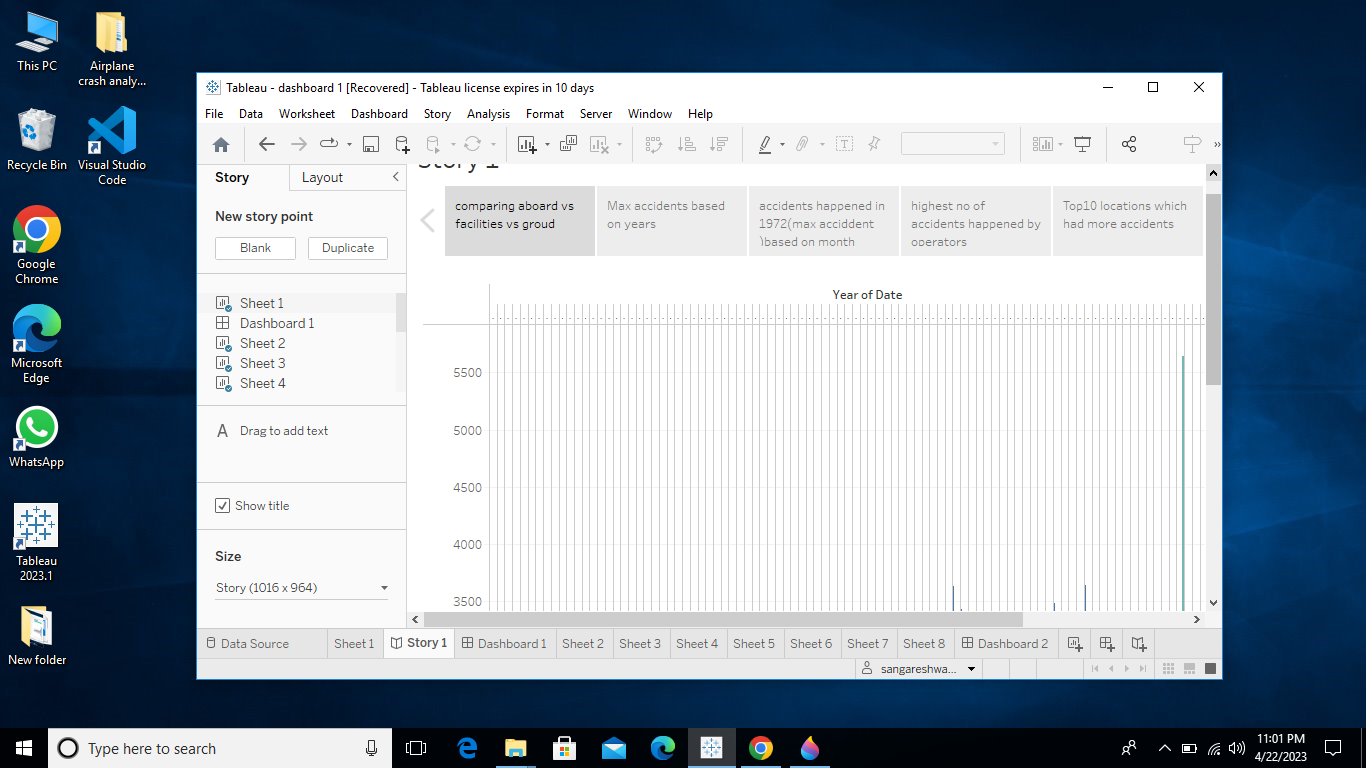 This PC
Airplane
crash analy...
Recycle Bin
Visual Studio
Code
Google
Chrome
Microsoft
Edge
WhatsApp
Tableau
2023.1
New folder
Tableau - dashboard 1 [Recovered] - Tableau license expires in 10 days
File Data Worksheet Dashboard Story Analysis Format Server Window Help
Story Layout
New story point
Blank Duplicate
Sheet 1
Dashboard 1
Sheet 2
Sheet 3
Sheet 4
A Drag to add text
Show title
Size
Story (1016 x 964)
Story 1
comparing aboard vs
facilities vs groud
Max accidents based
on years
accidents happened in
1972(max acciddent
)based on month
highest no of
accidents happened by
operators
Top10 locations which
had more accidents
Year of Date
5500
5000
4500
4000
3500
Data Source Sheet 1 Story 1 Dashboard 1 Sheet 2 Sheet 3 Sheet 4 Sheet 5 Sheet 6 Sheet 7 Sheet 8 Dashboard 2
sangareshwa...
Type here to search
11:01 PM
4/22/2023